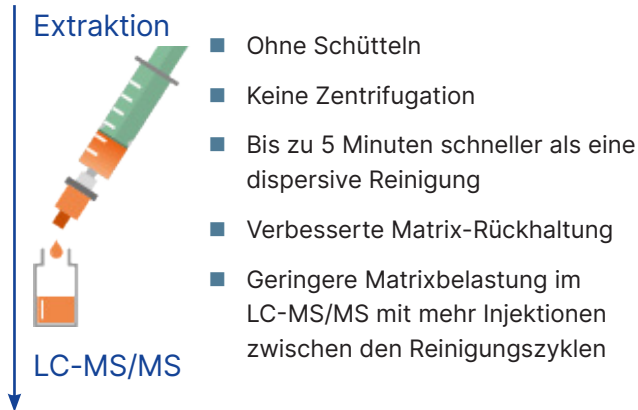 Extraktion
Ohne Schütteln
Keine Zentrifugation
Bis zu 5 Minuten schneller als eine
dispersive Reinigung
Verbesserte Matrix-Rückhaltung
Geringere Matrixbelastung im
LC-MS/MS mit mehr Injektionen
zwischen den Reinigungszyklen
LC-MS/MS